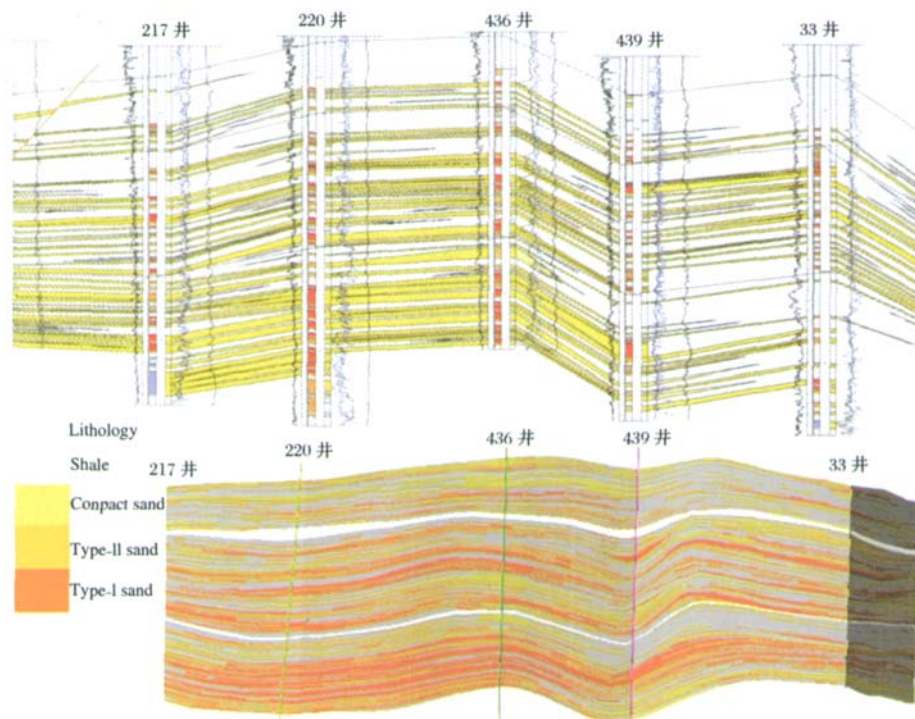 217 井
220 井
436 井
439 井
33 井
Lithology
Shale
Conpact sand
Type-ll sand
Type-l sand
217 井
220 井
436 井
439 井
33 井